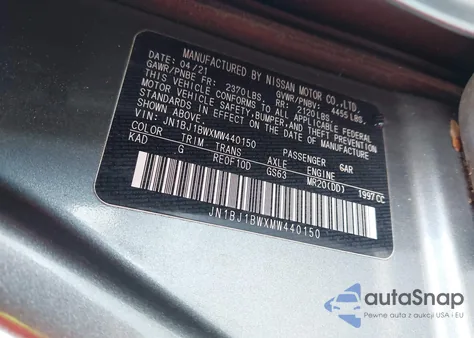 MANUFACTURED BY NISSAN MOTOR CO.,LTD.
DATE: 04/21 GVWR/PNBV: 4455 LBS.
GAWR/PNBE FR: 2370 LBS. RR: 2120 LBS.
THIS VEHICLE CONFORMS TO ALL APPLICABLE FEDERAL
MOTOR VEHICLE SAFETY, BUMPER, AND THEFT PREVENTION
STANDARDS IN EFFECT ON THE DATE OF MANUFACTURE
SHOWN ABOVE.
VIN: JN1BJ1BWXMW440150 PASSENGER CAR
COLOR TRIM TRANS AXLE ENGINE
KAD G RE0F10D GS63 MR20(DD) 1997CC
JN1BJ1BWXMW440150
autoSnap
Pewne auta z aukcji USA i EU